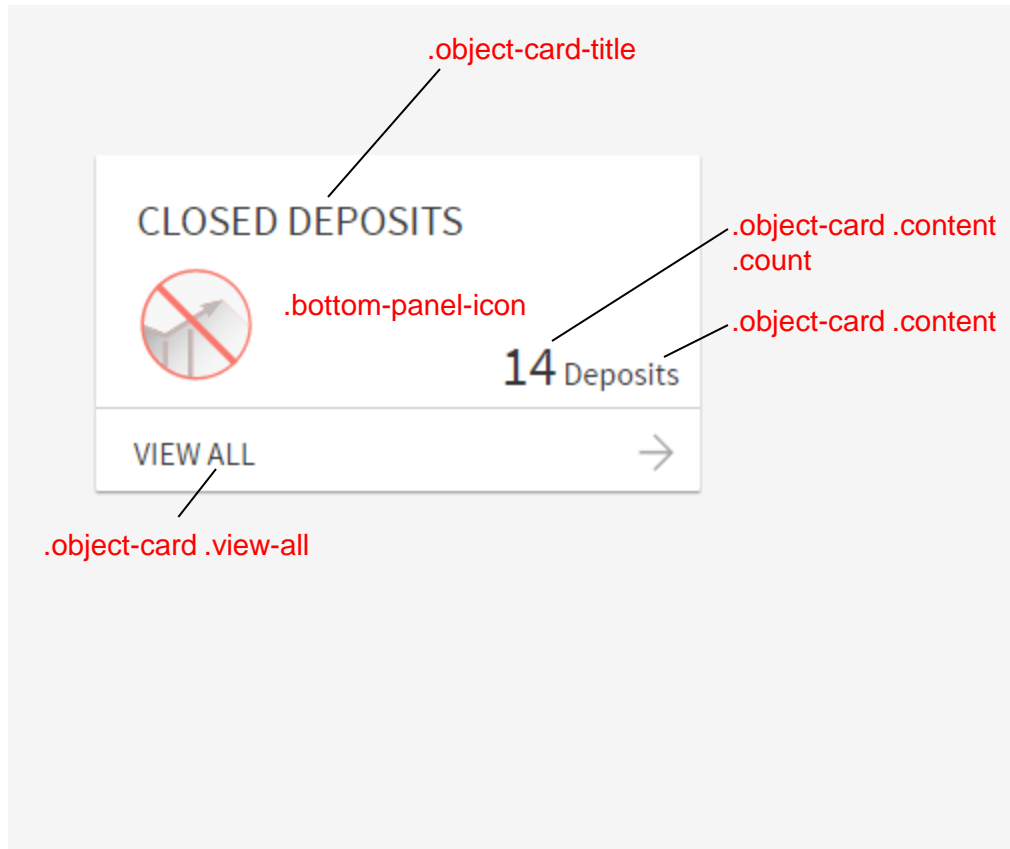 .object-card-title
CLOSED DEPOSITS
.object-card .content
.count
.bottom-panel-icon
.object-card .content
14 Deposits
VIEW ALL
.object-card .view-all